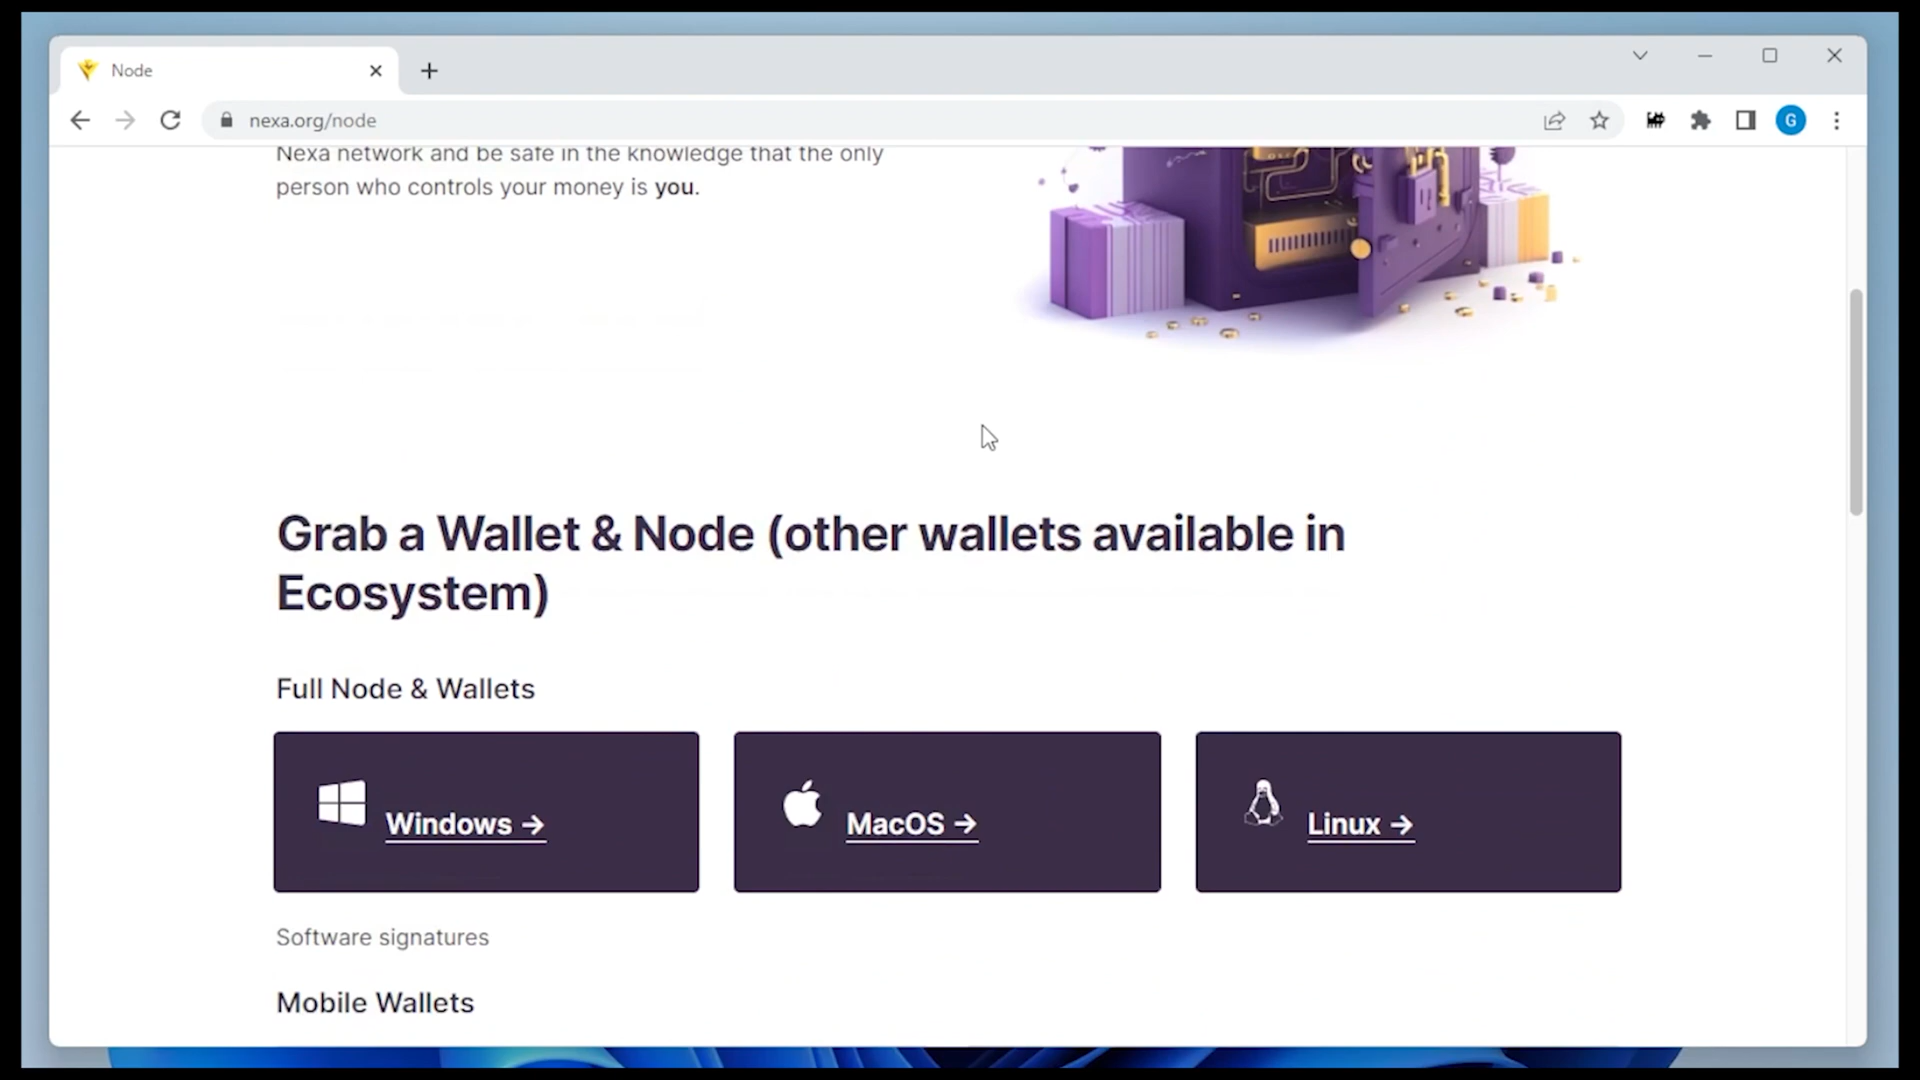 Node
nexa.org/node
G
Nexa network and be safe in the knowledge that the only
person who controls your money is you.
Grab a Wallet & Node (other wallets available in
Ecosystem)
Full Node & Wallets
Windows →
MacOS →
Linux →
Software signatures
Mobile Wallets